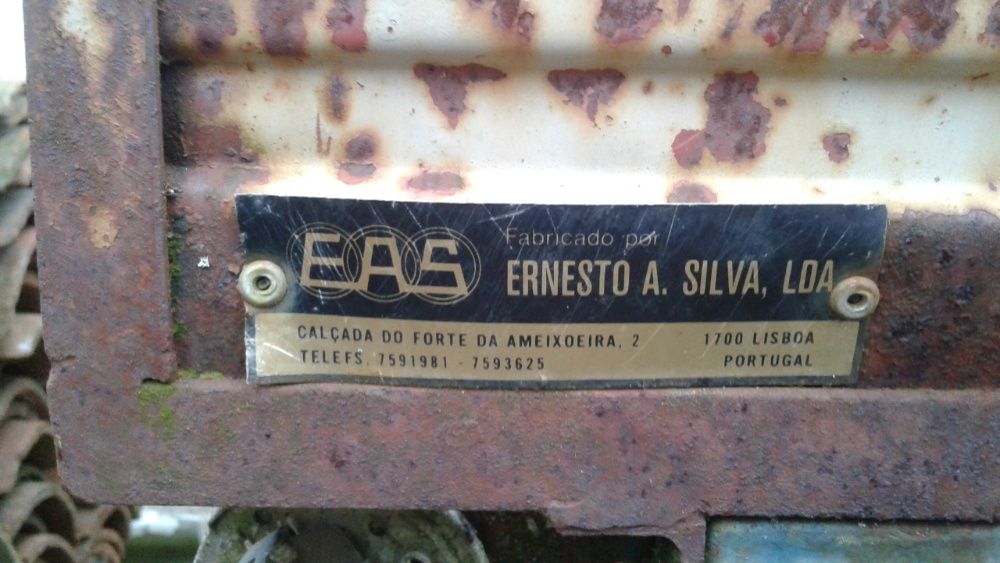 EAS
Fabricado por
ERNESTO A. SILVA, LDA
CALÇADA DO FORTE DA AMEIXOEIRA, 2 1700 LISBOA
TELEFS. 7591981 - 7593625 PORTUGAL